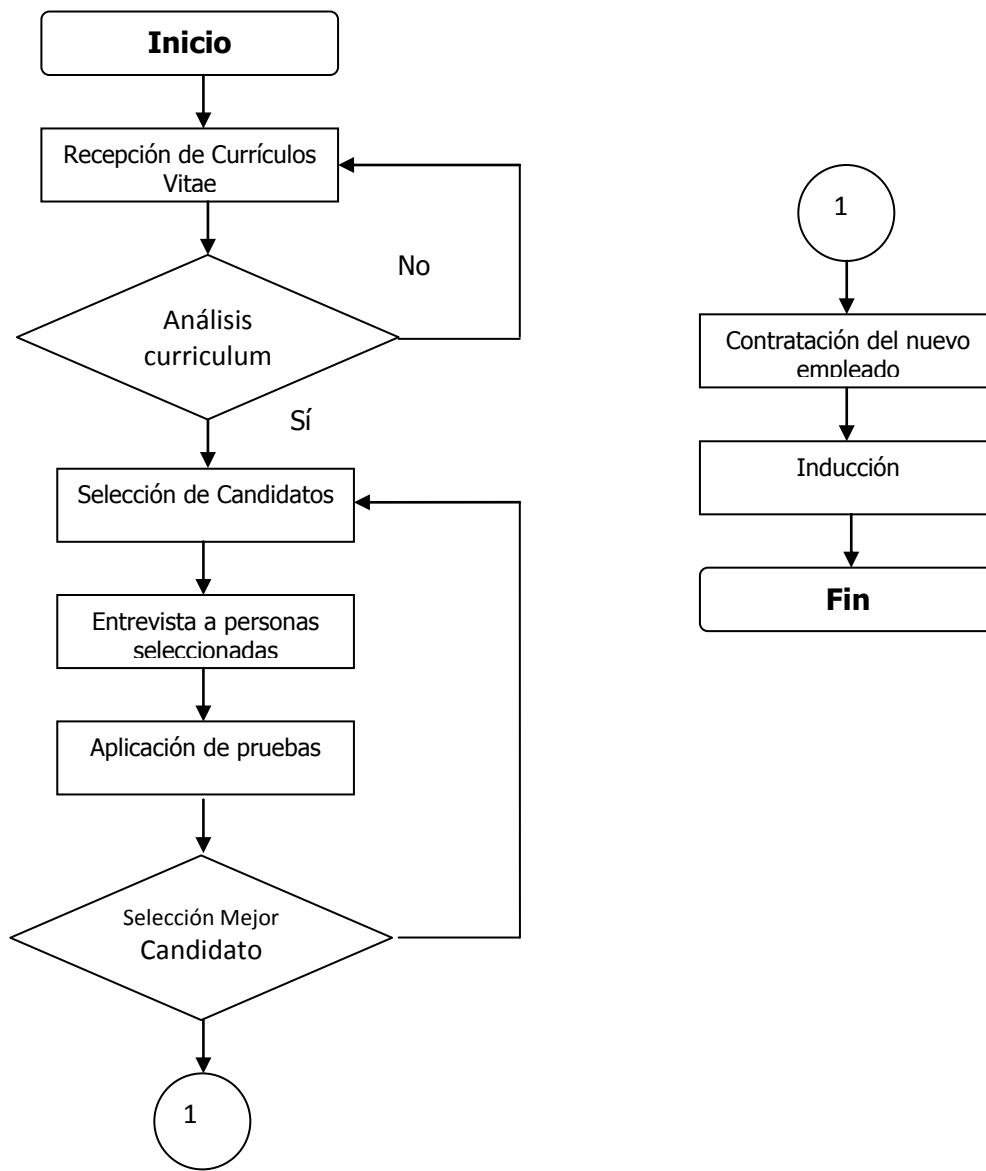 Inicio
Recepción de Currículos
Vitae
No
Análisis
curriculum
Sí
Selección de Candidatos
Entrevista a personas
seleccionadas
Aplicación de pruebas
Selección Mejor
Candidato
1
1
Contratación del nuevo
empleado
Inducción
Fin